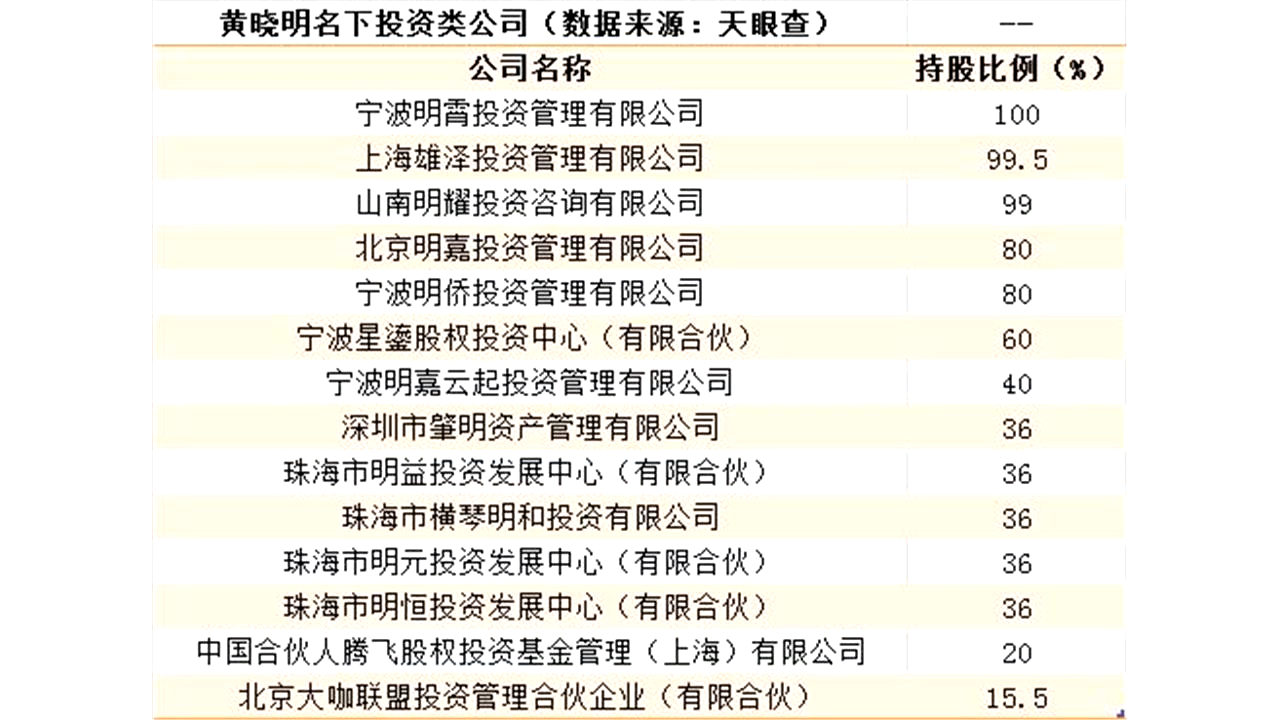 黄晓明名下投资类公司（数据来源：天眼查） --
公司名称 持股比例（%）
宁波明霄投资管理有限公司 100
上海雄泽投资管理有限公司 99.5
山南明耀投资咨询有限公司 99
北京明嘉投资管理有限公司 80
宁波明侨投资管理有限公司 80
宁波星鎏股权投资中心（有限合伙） 60
宁波明嘉云起投资管理有限公司 40
深圳市肇明资产管理有限公司 36
珠海市明益投资发展中心（有限合伙） 36
珠海市横琴明和投资有限公司 36
珠海市明元投资发展中心（有限合伙） 36
珠海市明恒投资发展中心（有限合伙） 36
中国合伙人腾飞股权投资基金管理（上海）有限公司 20
北京大咖联盟投资管理合伙企业（有限合伙） 15.5